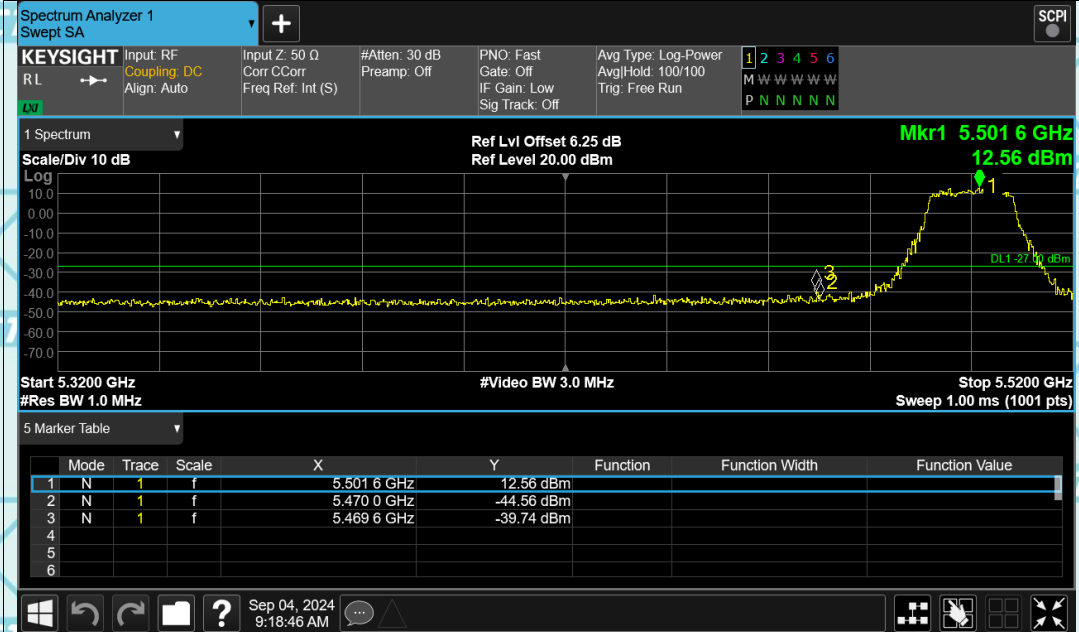 Spectrum Analyzer 1
Swept SA
+
SCPI
KEYSIGHT
R L
LXI
Input: RF
Coupling: DC
Align: Auto
Input Z: 50 Ω
Corr CCorr
Freq Ref: Int (S)
#Atten: 30 dB
Preamp: Off
PNO: Fast
Gate: Off
IF Gain: Low
Sig Track: Off
Avg Type: Log-Power
Avg|Hold: 100/100
Trig: Free Run
1 2 3 4 5 6
M W W W W W
P N N N N N
1 Spectrum
Scale/Div 10 dB
Ref Lvl Offset 6.25 dB
Ref Level 20.00 dBm
Mkr1 5.501 6 GHz
12.56 dBm
Log
10.0
0.00
-10.0
-20.0
-30.0
-40.0
-50.0
-60.0
-70.0
1
3
2
DL1 -27.00 dBm
Start 5.3200 GHz
#Video BW 3.0 MHz
Stop 5.5200 GHz
#Res BW 1.0 MHz
Sweep 1.00 ms (1001 pts)
5 Marker Table
Mode Trace Scale X Y Function Function Width Function Value
1 N 1 f 5.501 6 GHz 12.56 dBm
2 N 1 f 5.470 0 GHz -44.56 dBm
3 N 1 f 5.469 6 GHz -39.74 dBm
4
5
6
?
Sep 04, 2024
9:18:46 AM